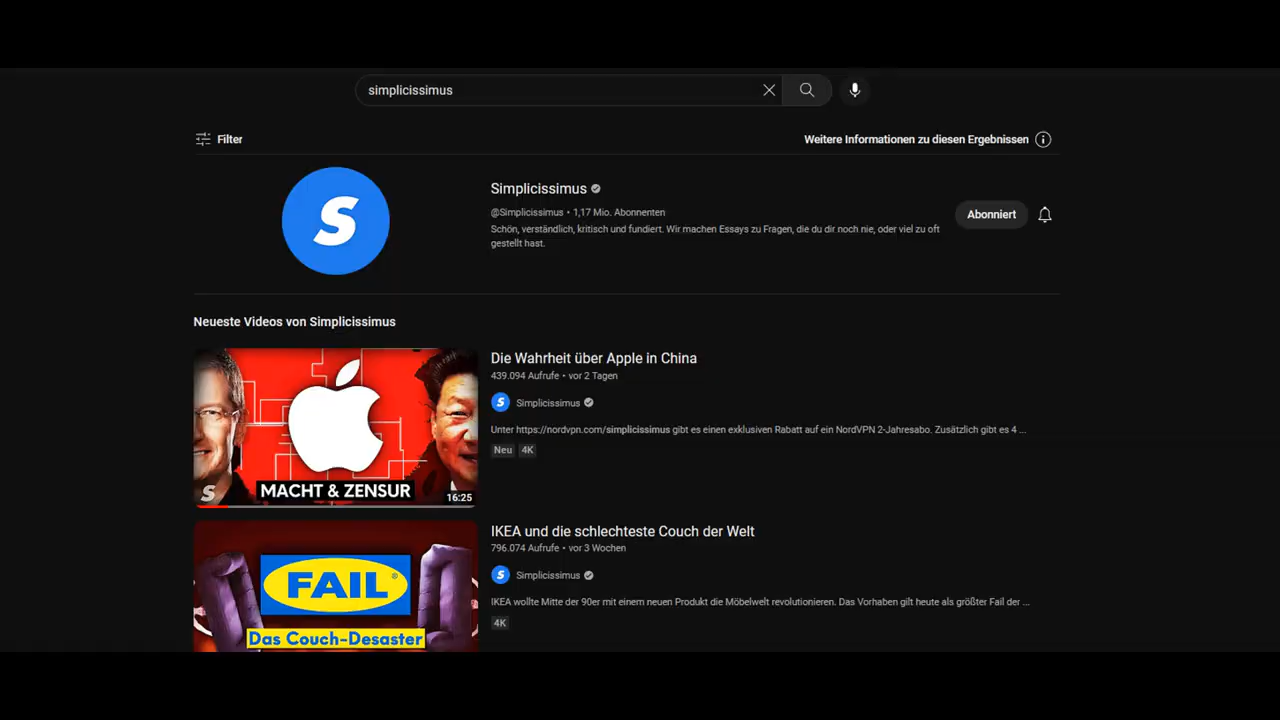 simplicissimus
Filter
Weitere Informationen zu diesen Ergebnissen
S
Simplicissimus
@Simplicissimus • 1,17 Mio. Abonnenten
Abonniert
Schön, verständlich, kritisch und fundiert. Wir machen Essays zu Fragen, die du dir noch nie, oder viel zu oft
gestellt hast.
Neueste Videos von Simplicissimus
MACHT & ZENSUR
S
16:25
Die Wahrheit über Apple in China
439.094 Aufrufe • vor 2 Tagen
S Simplicissimus
Unter https://nordvpn.com/simplicissimus gibt es einen exklusiven Rabatt auf ein NordVPN 2-Jahresabo. Zusätzlich gibt es 4 ...
Neu 4K
FAIL®
Das Couch-Desaster
IKEA und die schlechteste Couch der Welt
796.074 Aufrufe • vor 3 Wochen
S Simplicissimus
IKEA wollte Mitte der 90er mit einem neuen Produkt die Möbelwelt revolutionieren. Das Vorhaben gilt heute als größter Fail der ...
4K